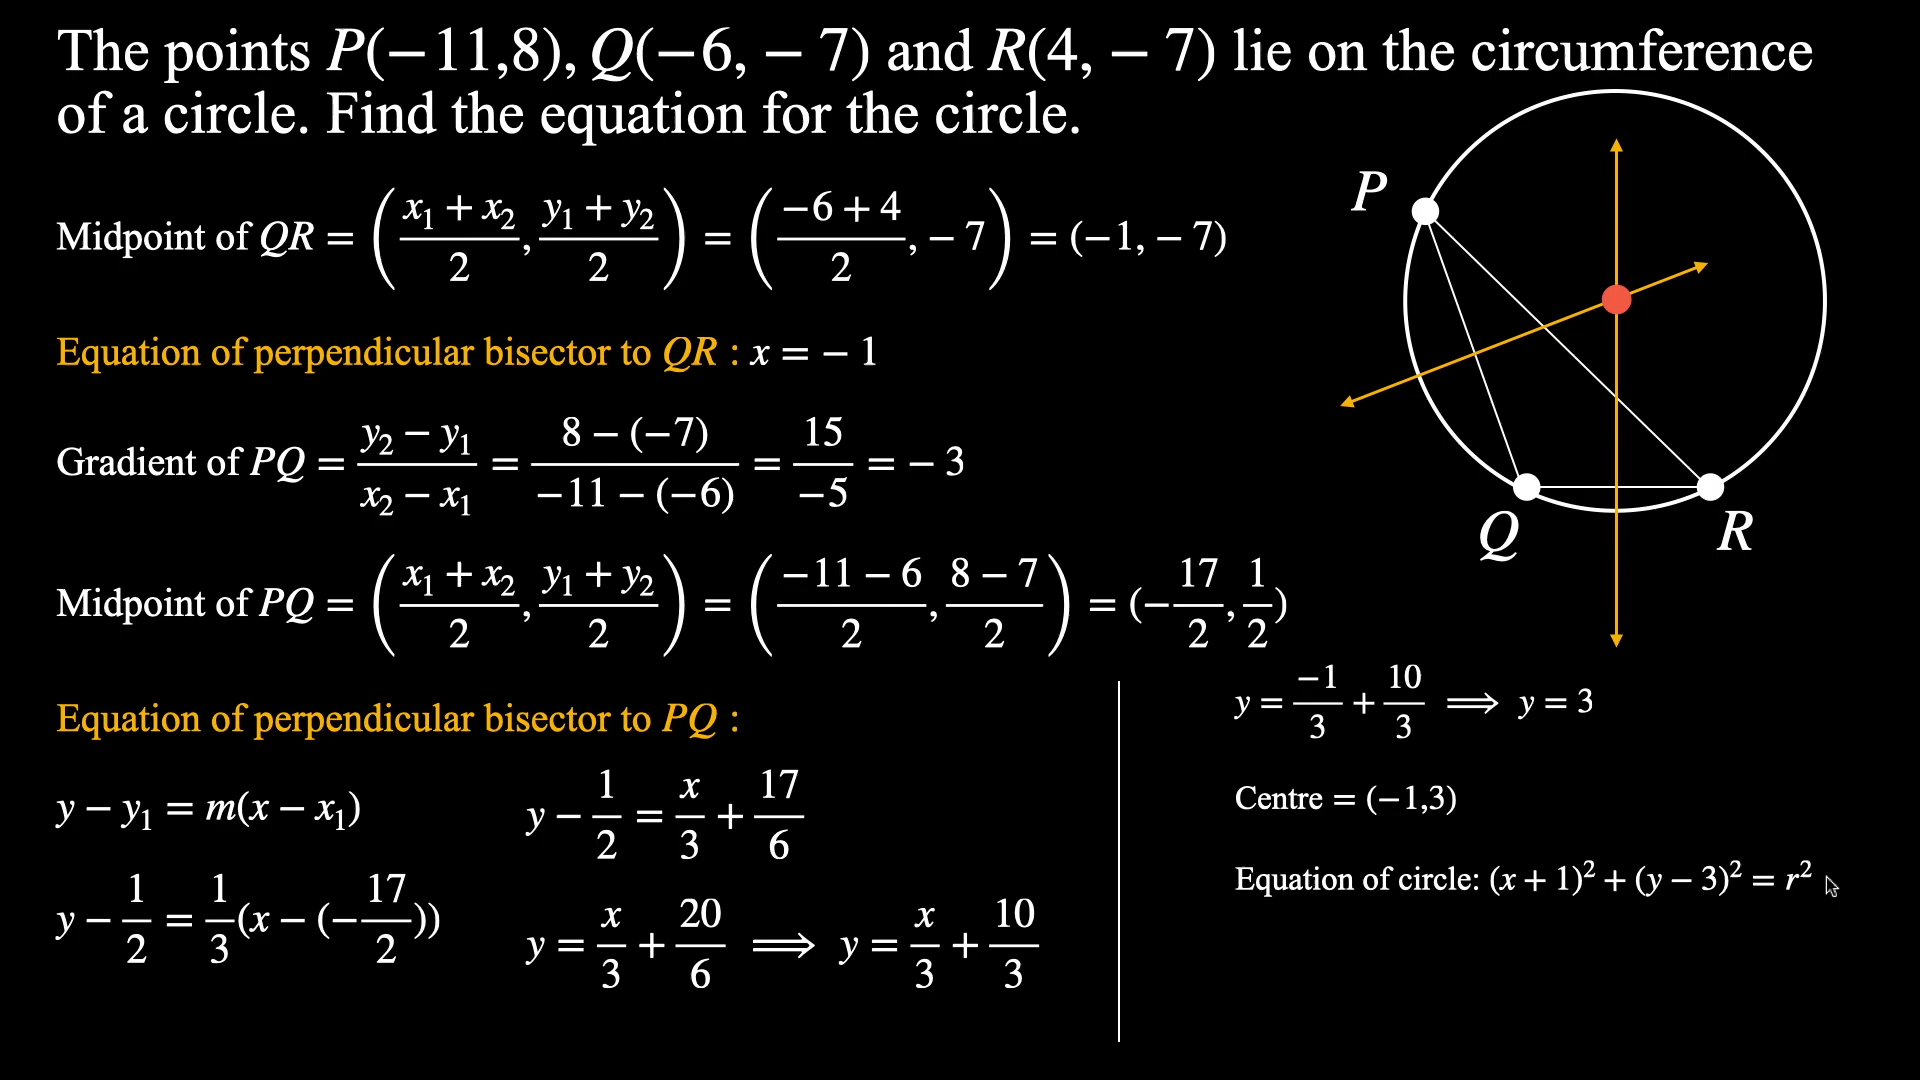 The points P(−11,8), Q(−6, − 7) and R(4, − 7) lie on the circumference
of a circle. Find the equation for the circle.
Midpoint of QR = ( (x₁ + x₂)/2, (y₁ + y₂)/2 ) = ( (−6 + 4)/2, − 7 ) = (−1, − 7)
Equation of perpendicular bisector to QR : x = − 1
Gradient of PQ = (y₂ − y₁)/(x₂ − x₁) = (8 − (−7))/(−11 − (−6)) = 15/−5 = − 3
Midpoint of PQ = ( (x₁ + x₂)/2, (y₁ + y₂)/2 ) = ( (−11 − 6)/2, (8 − 7)/2 ) = (−17/2, 1/2)
Equation of perpendicular bisector to PQ :
y − y₁ = m(x − x₁)
y − 1/2 = 1/3(x − (−17/2))
y − 1/2 = x/3 + 17/6
y = x/3 + 20/6 ⟹ y = x/3 + 10/3
y = −1/3 + 10/3 ⟹ y = 3
Centre = (−1,3)
Equation of circle: (x + 1)² + (y − 3)² = r²
P
Q
R